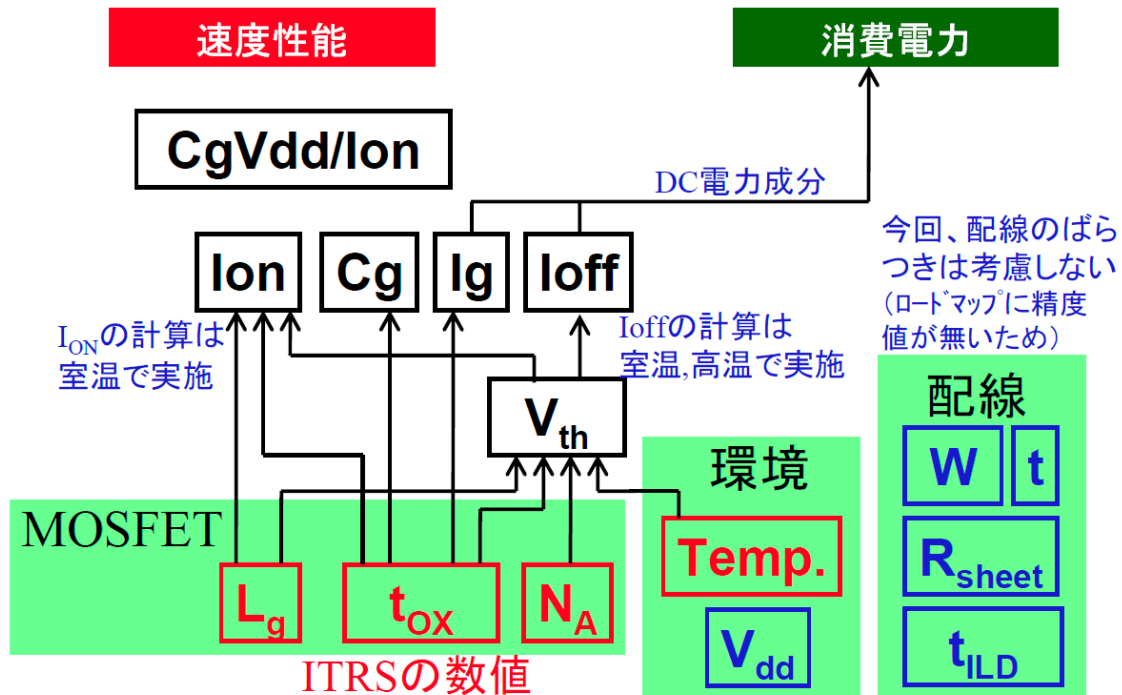 速度性能
消費電力
CgVdd/Ion
DC電力成分
Ion
Cg
Ig
Ioff
今回、配線のばら
つきは考慮しない
(ﾛｰﾄﾞﾏｯﾌﾟに精度
値が無いため)
IONの計算は
室温で実施
Ioffの計算は
室温,高温で実施
Vth
MOSFET
Lg
tOX
NA
ITRSの数値
環境
Temp.
Vdd
配線
W
t
Rsheet
tILD